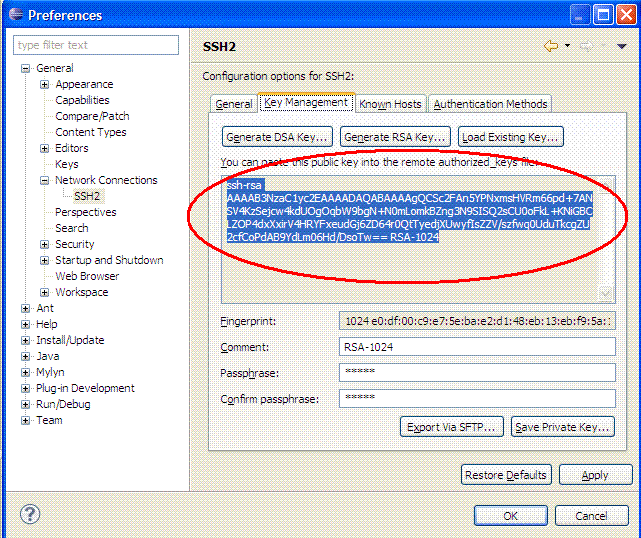 Preferences
type filter text
General
Appearance
Capabilities
Compare/Patch
Content Types
Editors
Keys
Network Connections
SSH2
Perspectives
Search
Security
Startup and Shutdown
Web Browser
Workspace
Ant
Help
Install/Update
Java
Mylyn
Plug-in Development
Run/Debug
Team
SSH2
Configuration options for SSH2:
General
Key Management
Known Hosts
Authentication Methods
Generate DSA Key...
Generate RSA Key...
Load Existing Key...
You can paste this public key into the remote authorized_keys file:
ssh-rsa
AAAAB3NzaC1yc2EAAAADAQABAAAAgQCSc2FAn5YPNxmsHVRm66pd+7AN
SV4KzSejcw4kdUOgOqbW9bgN+N0mLomkBZng3N9SISQ2sCU0oFkL+KNiGBC
LZOP4dxXxirV4HRYFxeudGj6ZD64r0QtTyedjXUwyf1sZZV/szfwq0UduTkcgZU
2cfCoPdAB9YdLm06Hd/DsoTw== RSA-1024
Fingerprint:
1024 e0:df:00:c9:e7:5e:ba:e2:d1:48:eb:13:eb:f9:5a:
Comment:
RSA-1024
Passphrase:
*****
Confirm passphrase:
*****
Export Via SFTP...
Save Private Key...
Restore Defaults
Apply
OK
Cancel